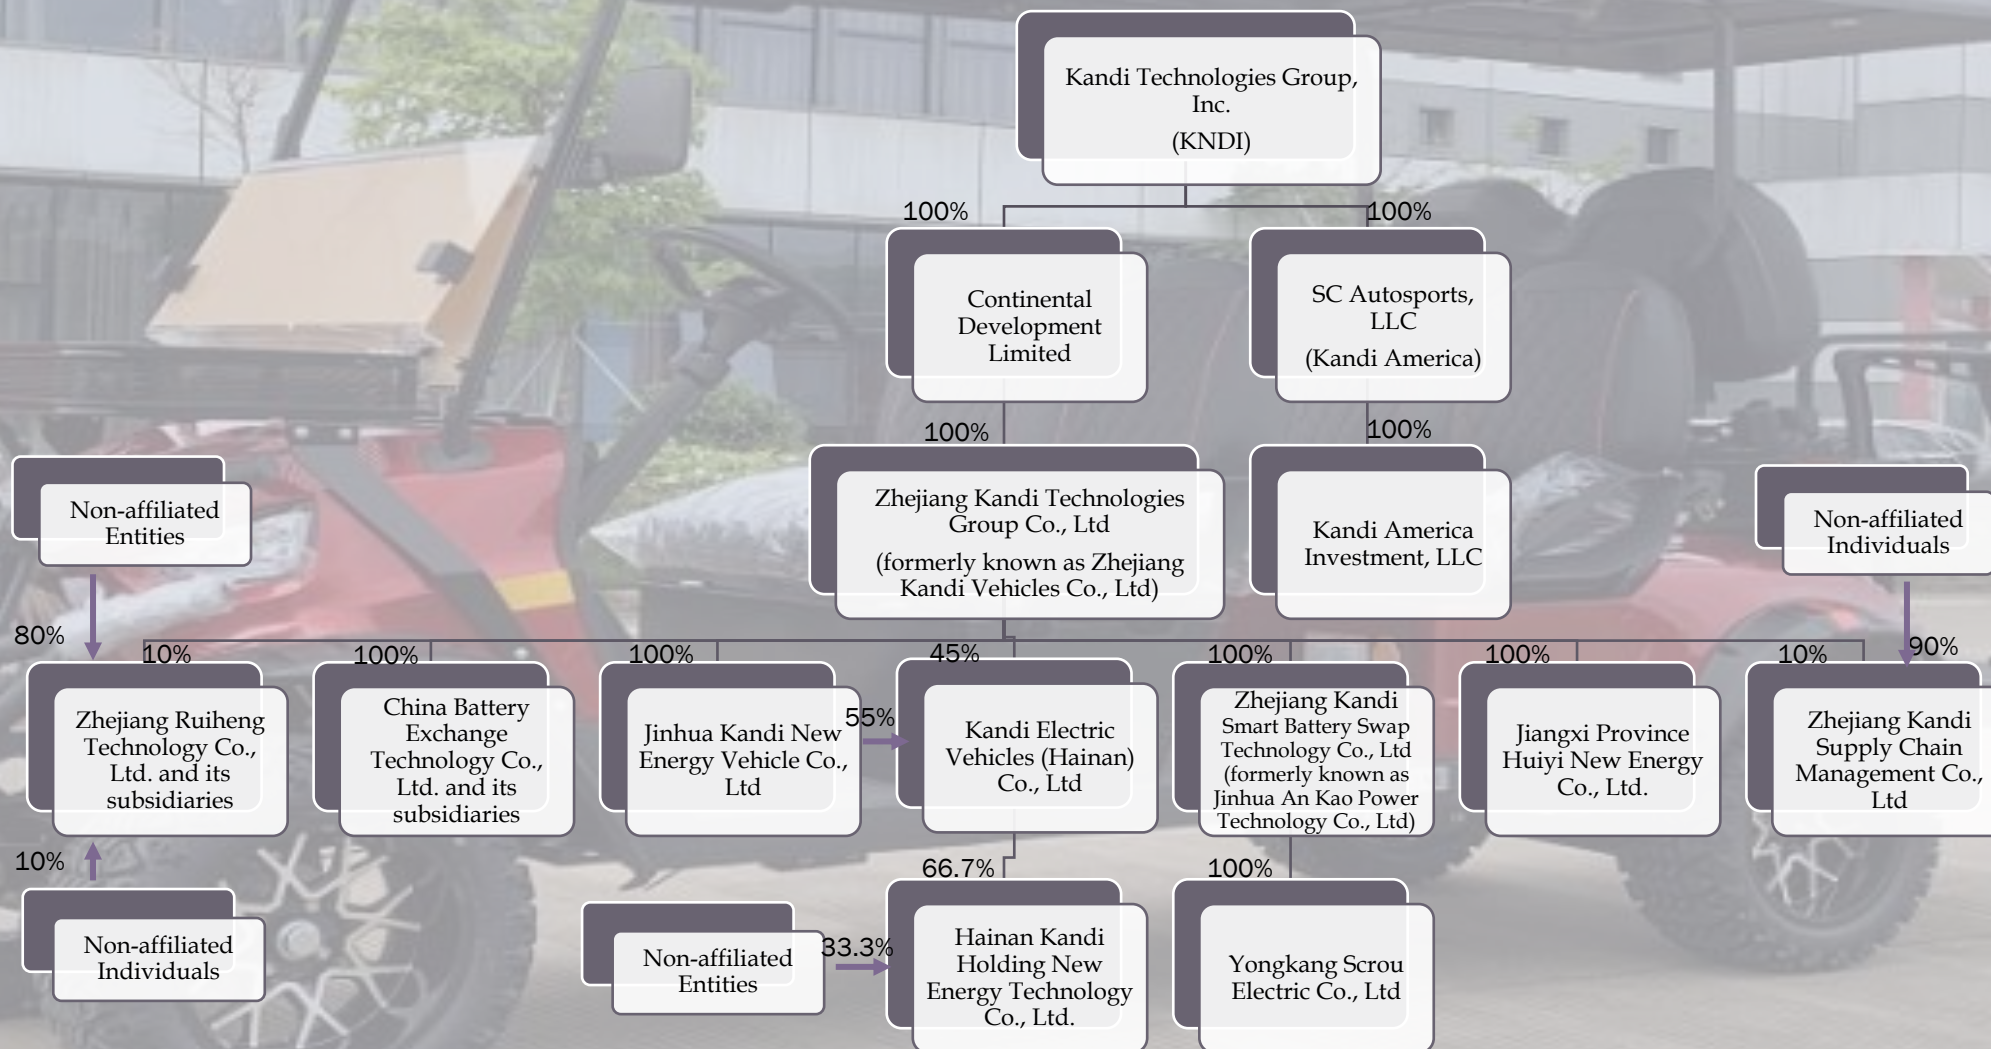 Kandi Technologies Group,
Inc.
(KNDI)
100%
100%
Continental
Development
Limited
SC Autosports,
LLC
(Kandi America)
100%
100%
Zhejiang Kandi Technologies
Group Co., Ltd
(formerly known as Zhejiang
Kandi Vehicles Co., Ltd)
Kandi America
Investment, LLC
Non-affiliated
Entities
Non-affiliated
Individuals
80%
10%
100%
100%
45%
100%
100%
10%
90%
Zhejiang Ruiheng
Technology Co.,
Ltd. and its
subsidiaries
China Battery
Exchange
Technology Co.,
Ltd. and its
subsidiaries
Jinhua Kandi New
Energy Vehicle Co.,
Ltd
55%
Kandi Electric
Vehicles (Hainan)
Co., Ltd
Zhejiang Kandi
Smart Battery Swap
Technology Co., Ltd
(formerly known as
Jinhua An Kao Power
Technology Co., Ltd)
Jiangxi Province
Huiyi New Energy
Co., Ltd.
Zhejiang Kandi
Supply Chain
Management Co.,
Ltd
10%
66.7%
100%
Non-affiliated
Individuals
Non-affiliated
Entities
33.3%
Hainan Kandi
Holding New
Energy Technology
Co., Ltd.
Yongkang Scrou
Electric Co., Ltd